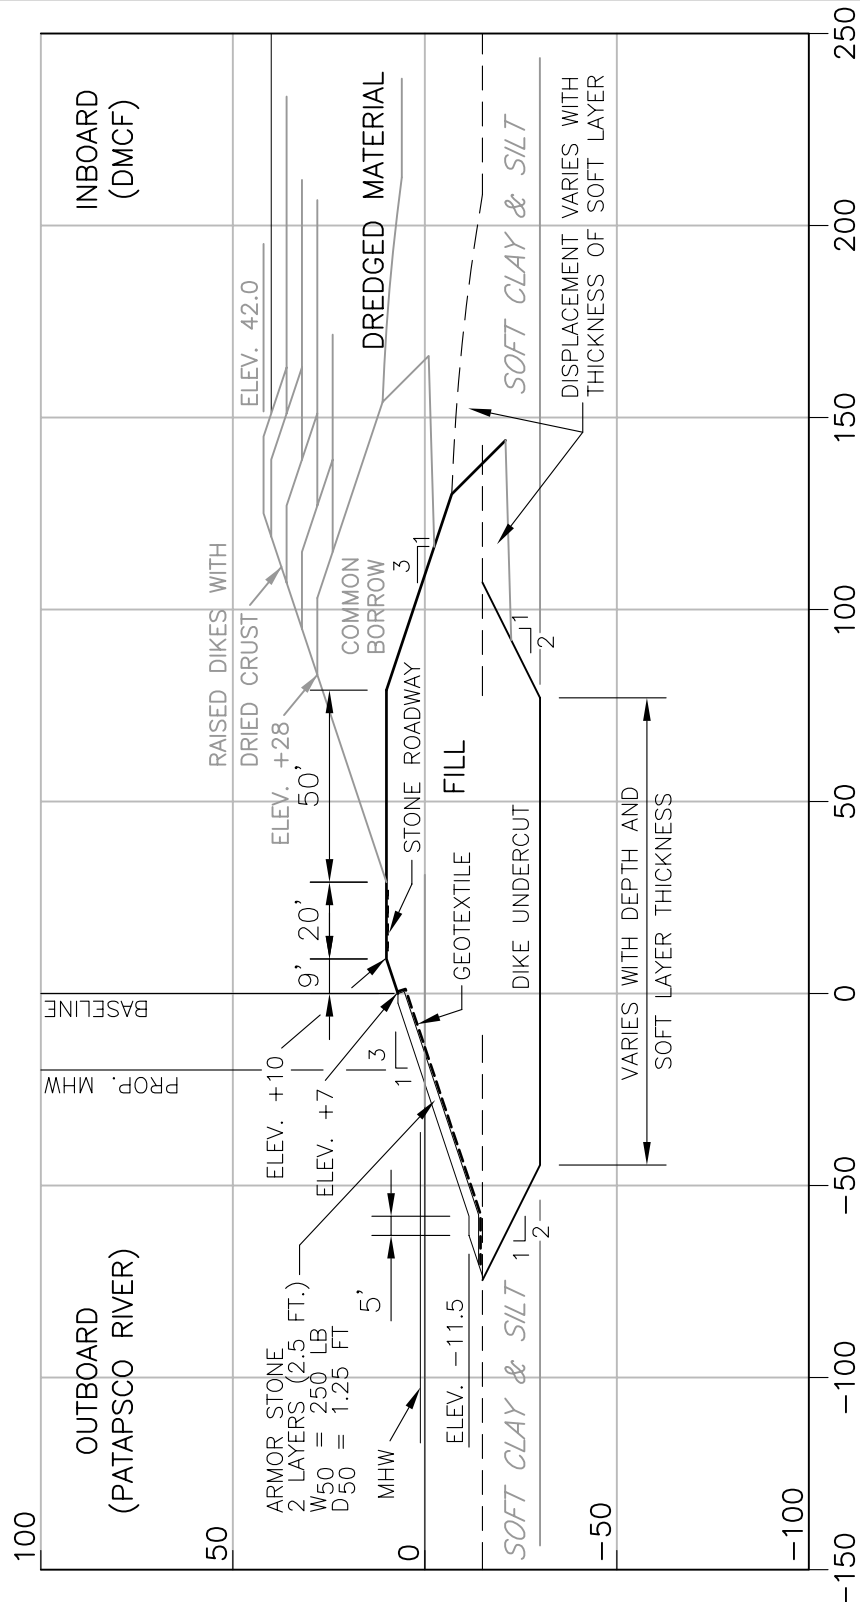 OUTBOARD
(PATAPSCO RIVER)
INBOARD
(DMCF)
PROP. MHW
BASELINE
RAISED DIKES WITH
DRIED CRUST
ELEV. 42.0
ELEV. +28
ARMOR STONE
2 LAYERS (2.5 FT.)
W50 = 250 LB
D50 = 1.25 FT
ELEV. +10
ELEV. +7
9'
20'
50'
5'
MHW
COMMON
BORROW
DREDGED MATERIAL
1
3
3
1
STONE ROADWAY
ELEV. -11.5
GEOTEXTILE
FILL
SOFT CLAY & SILT
DIKE UNDERCUT
SOFT CLAY & SILT
1
2
1
2
DISPLACEMENT VARIES WITH
THICKNESS OF SOFT LAYER
VARIES WITH DEPTH AND
SOFT LAYER THICKNESS
100
50
0
-50
-100
-150
-100
-50
0
50
100
150
200
250